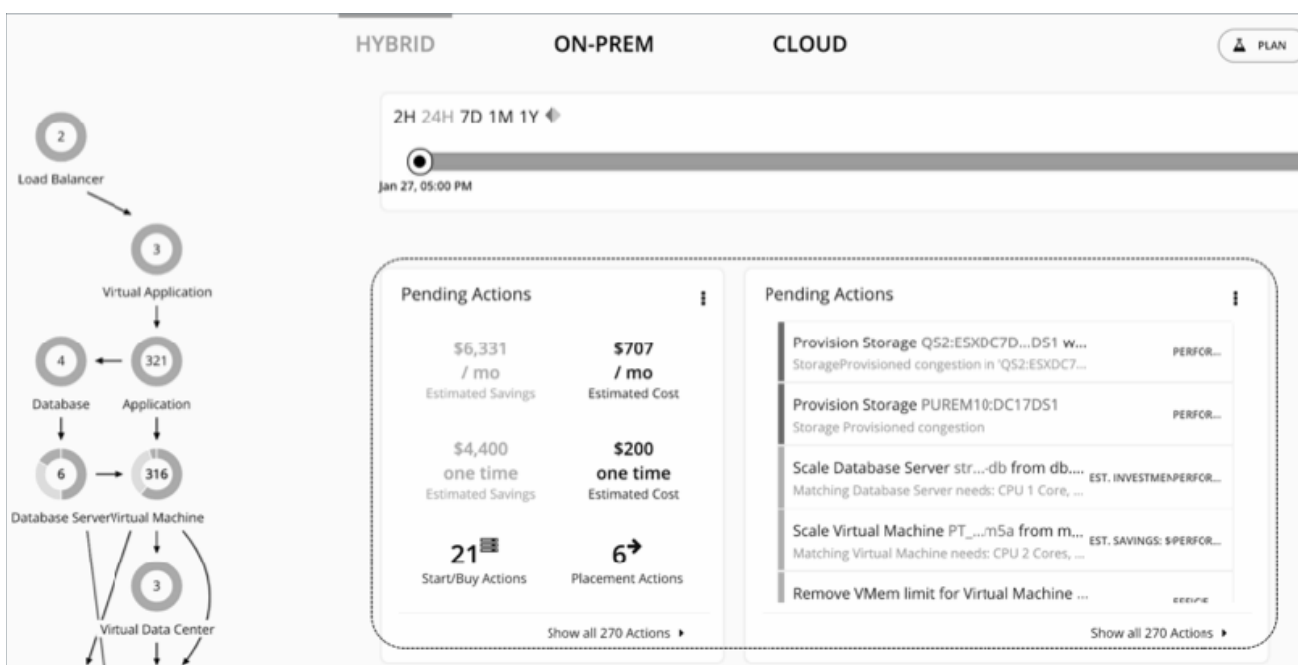 HYBRID ON-PREM CLOUD PLAN
2H 24H 7D 1M 1Y
Jan 27, 05:00 PM
2
Load Balancer
3
Virtual Application
4 321
Database Application
6 316
Database Server Virtual Machine
3
Virtual Data Center
Pending Actions
$6,331 $707
/ mo / mo
Estimated Savings Estimated Cost
$4,400 $200
one time one time
Estimated Savings Estimated Cost
21 6
Start/Buy Actions Placement Actions
Show all 270 Actions
Pending Actions
Provision Storage QS2:ESXDC7D...DS1 w... PERFOR...
StorageProvisioned congestion in 'QS2:ESXDC7...
Provision Storage PUREM10:DC17DS1 PERFOR...
Storage Provisioned congestion
Scale Database Server str...-db from db.... EST. INVESTMEN PERFOR...
Matching Database Server needs: CPU 1 Core, ...
Scale Virtual Machine PT_...m5a from m... EST. SAVINGS: $ PERFOR...
Matching Virtual Machine needs: CPU 2 Cores, ...
Remove VMem limit for Virtual Machine ...
Show all 270 Actions